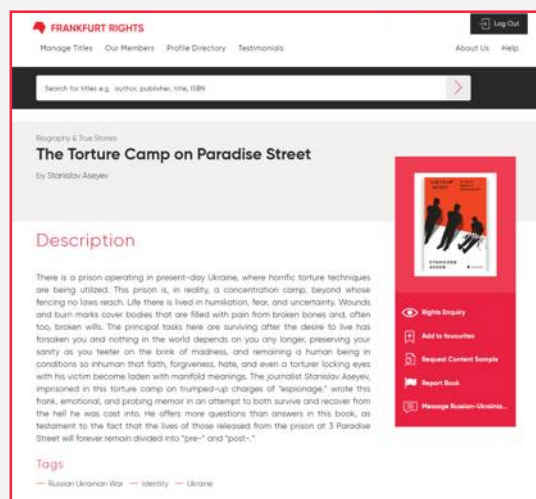 FRANKFURT RIGHTS
Log Out
Manage Titles Our Members Profile Directory Testimonials
About Us Help
Search for titles e.g. author, publisher, title, ISBN
Biography & True Stories
The Torture Camp on Paradise Street
by Stanislav Aseyev
Description
There is a prison operating in present-day Ukraine, where horrific torture techniques
are being utilized. This prison is, in reality, a concentration camp, beyond whose
fencing no laws reach. Life there is lived in humiliation, fear, and uncertainty. Wounds
and burn marks cover bodies that are filled with pain from broken bones and, often
too, broken wills. The principal tasks here are surviving after the desire to live has
forsaken you and nothing in the world depends on you any longer, preserving your
sanity as you teeter on the brink of madness, and remaining a human being in
conditions so inhuman that faith, forgiveness, hate, and even a torturer locking eyes
with his victim become laden with manifold meanings. The journalist Stanislav Aseyev,
imprisoned in this torture camp on trumped-up charges of "espionage," wrote this
frank, emotional, and probing memoir in an attempt to both survive and recover from
the hell he was cast into. He offers more questions than answers in this book, as
testament to the fact that the lives of those released from the prison at 3 Paradise
Street will forever remain divided into "pre-" and "post-."
Tags
— Russian Ukrainian War — Identity — Ukraine
Rights Enquiry
Add to favourites
Request Content Sample
Report Book
Message Russian-Ukrainia...